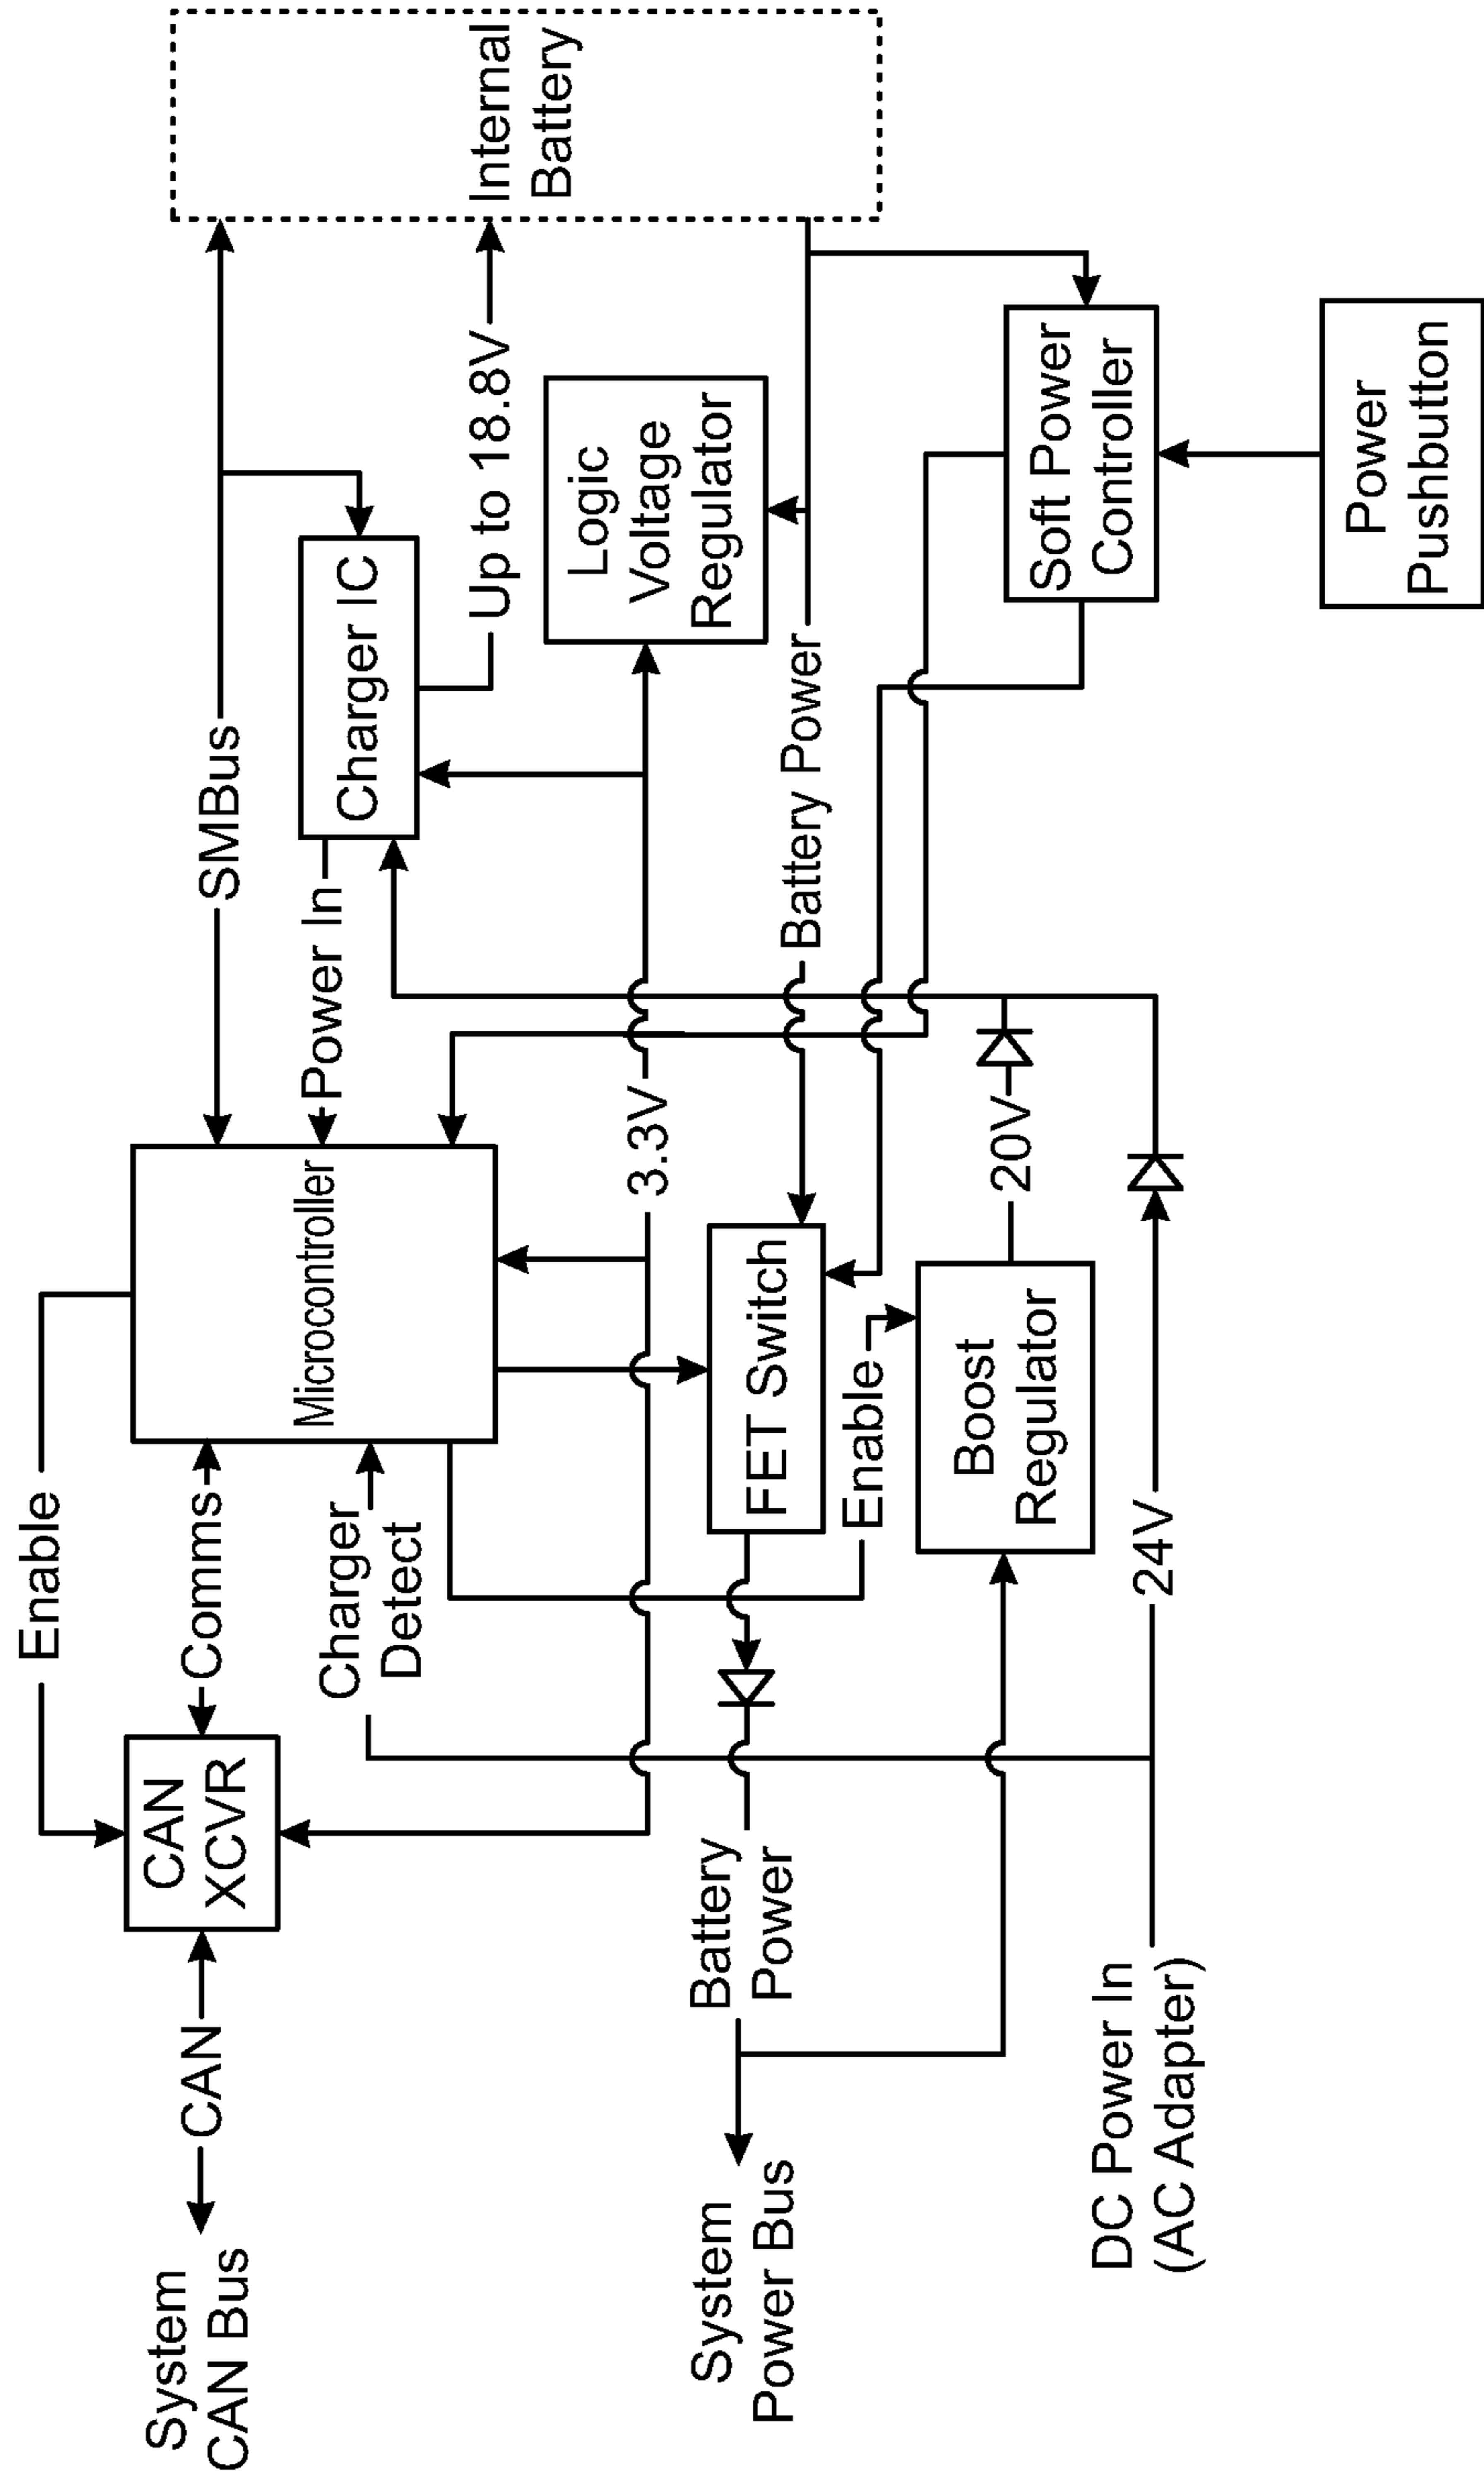 System
CAN Bus
CAN
CAN
XCVR
Enable
Comms
Charger
Detect
Microcontroller
SMBus
Power In
Charger IC
Up to 18.8V
Internal
Battery
3.3V
Logic
Voltage
Regulator
System
Power Bus
Battery
Power
FET Switch
Battery Power
Enable
Boost
Regulator
20V
Soft Power
Controller
DC Power In
(AC Adapter)
24V
Power
Pushbutton